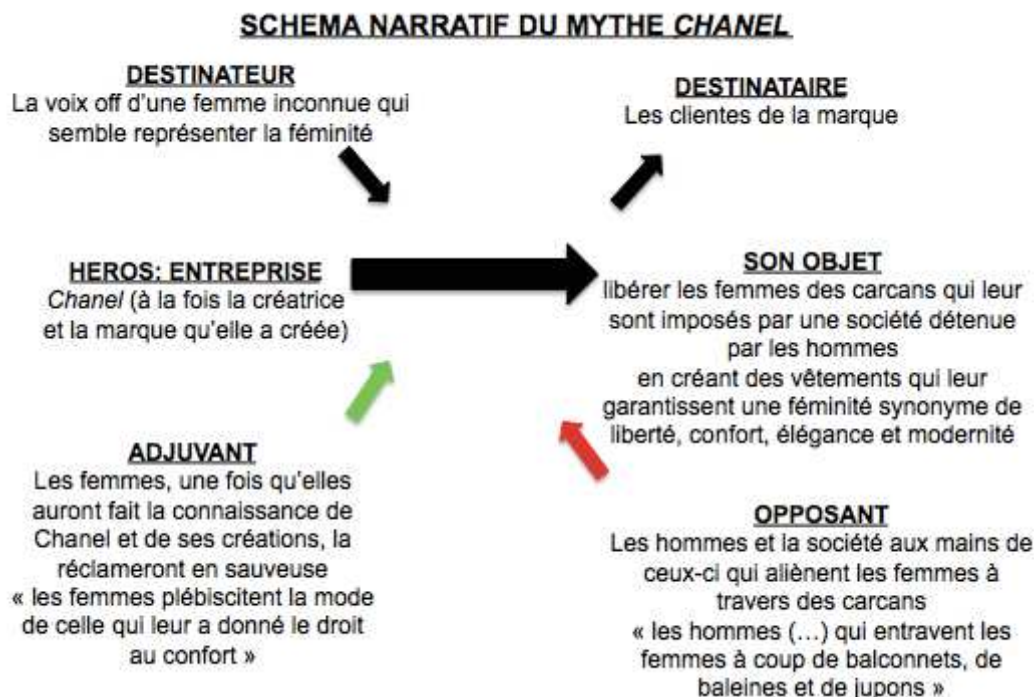 SCHEMA NARRATIF DU MYTHE CHANEL
DESTINATEUR
La voix off d'une femme inconnue qui
semble représenter la féminité
DESTINATAIRE
Les clientes de la marque
HEROS: ENTREPRISE
Chanel (à la fois la créatrice
et la marque qu'elle a créée)
SON OBJET
libérer les femmes des carcans qui leur
sont imposés par une société détenue
par les hommes
en créant des vêtements qui leur
garantissent une féminité synonyme de
liberté, confort, élégance et modernité
ADJUVANT
Les femmes, une fois qu'elles
auront fait la connaissance de
Chanel et de ses créations, la
réclameront en sauveuse
« les femmes plébiscitent la mode
de celle qui leur a donné le droit
au confort »
OPPOSANT
Les hommes et la société aux mains de
ceux-ci qui aliènent les femmes à
travers des carcans
« les hommes (…) qui entravent les
femmes à coup de balconnets, de
baleines et de jupons »